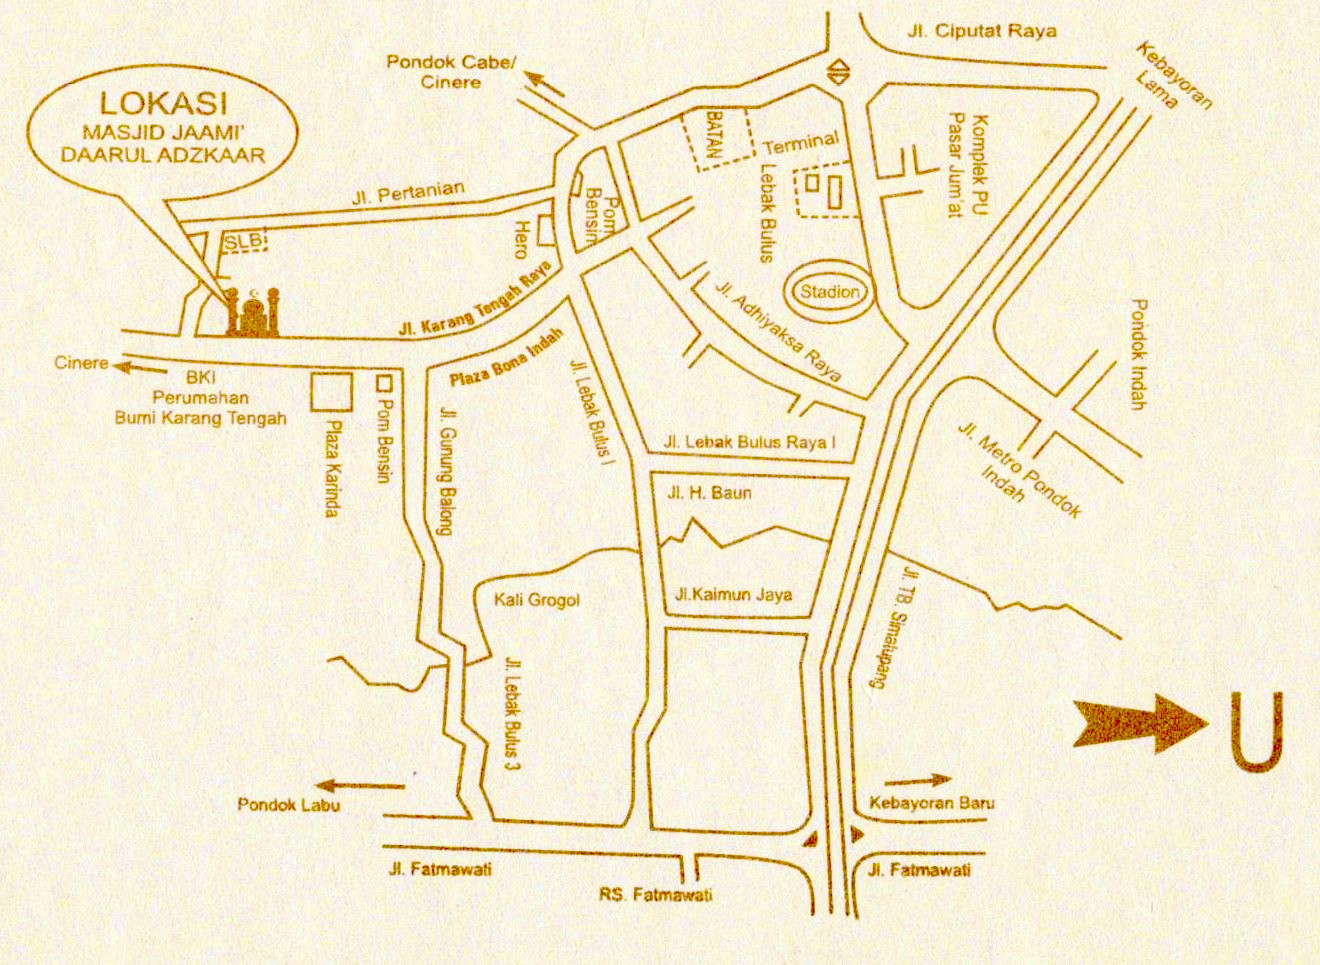 Jl. Ciputat Raya
Kebayoran
Lama
Pondok Cabe/
Cinere
LOKASI
MASJID JAAMI'
DAARUL ADZKAAR
BATAN
Terminal
Lebak Bulus
Komplek PU
Pasar Jum'at
Jl. Pertanian
Pom
Bensin
SLB
Hero
Stadion
Jl. Karang Tengah Raya
Jl. Adhiyaksa Raya
Pondok Indah
Plaza Bona Indah
Cinere
BKI
Perumahan
Bumi Karang Tengah
Plaza Karinda
Pom Bensin
Jl. Gunung Balong
Jl. Lebak Bulus I
Jl. Lebak Bulus Raya I
Jl. Metro Pondok
Indah
Jl. H. Baun
Kali Grogol
Jl.Kaimun Jaya
Jl. TB. Simatupang
Jl. Lebak Bulus 3
U
Pondok Labu
Kebayoran Baru
Jl. Fatmawati
Jl. Fatmawati
RS. Fatmawati